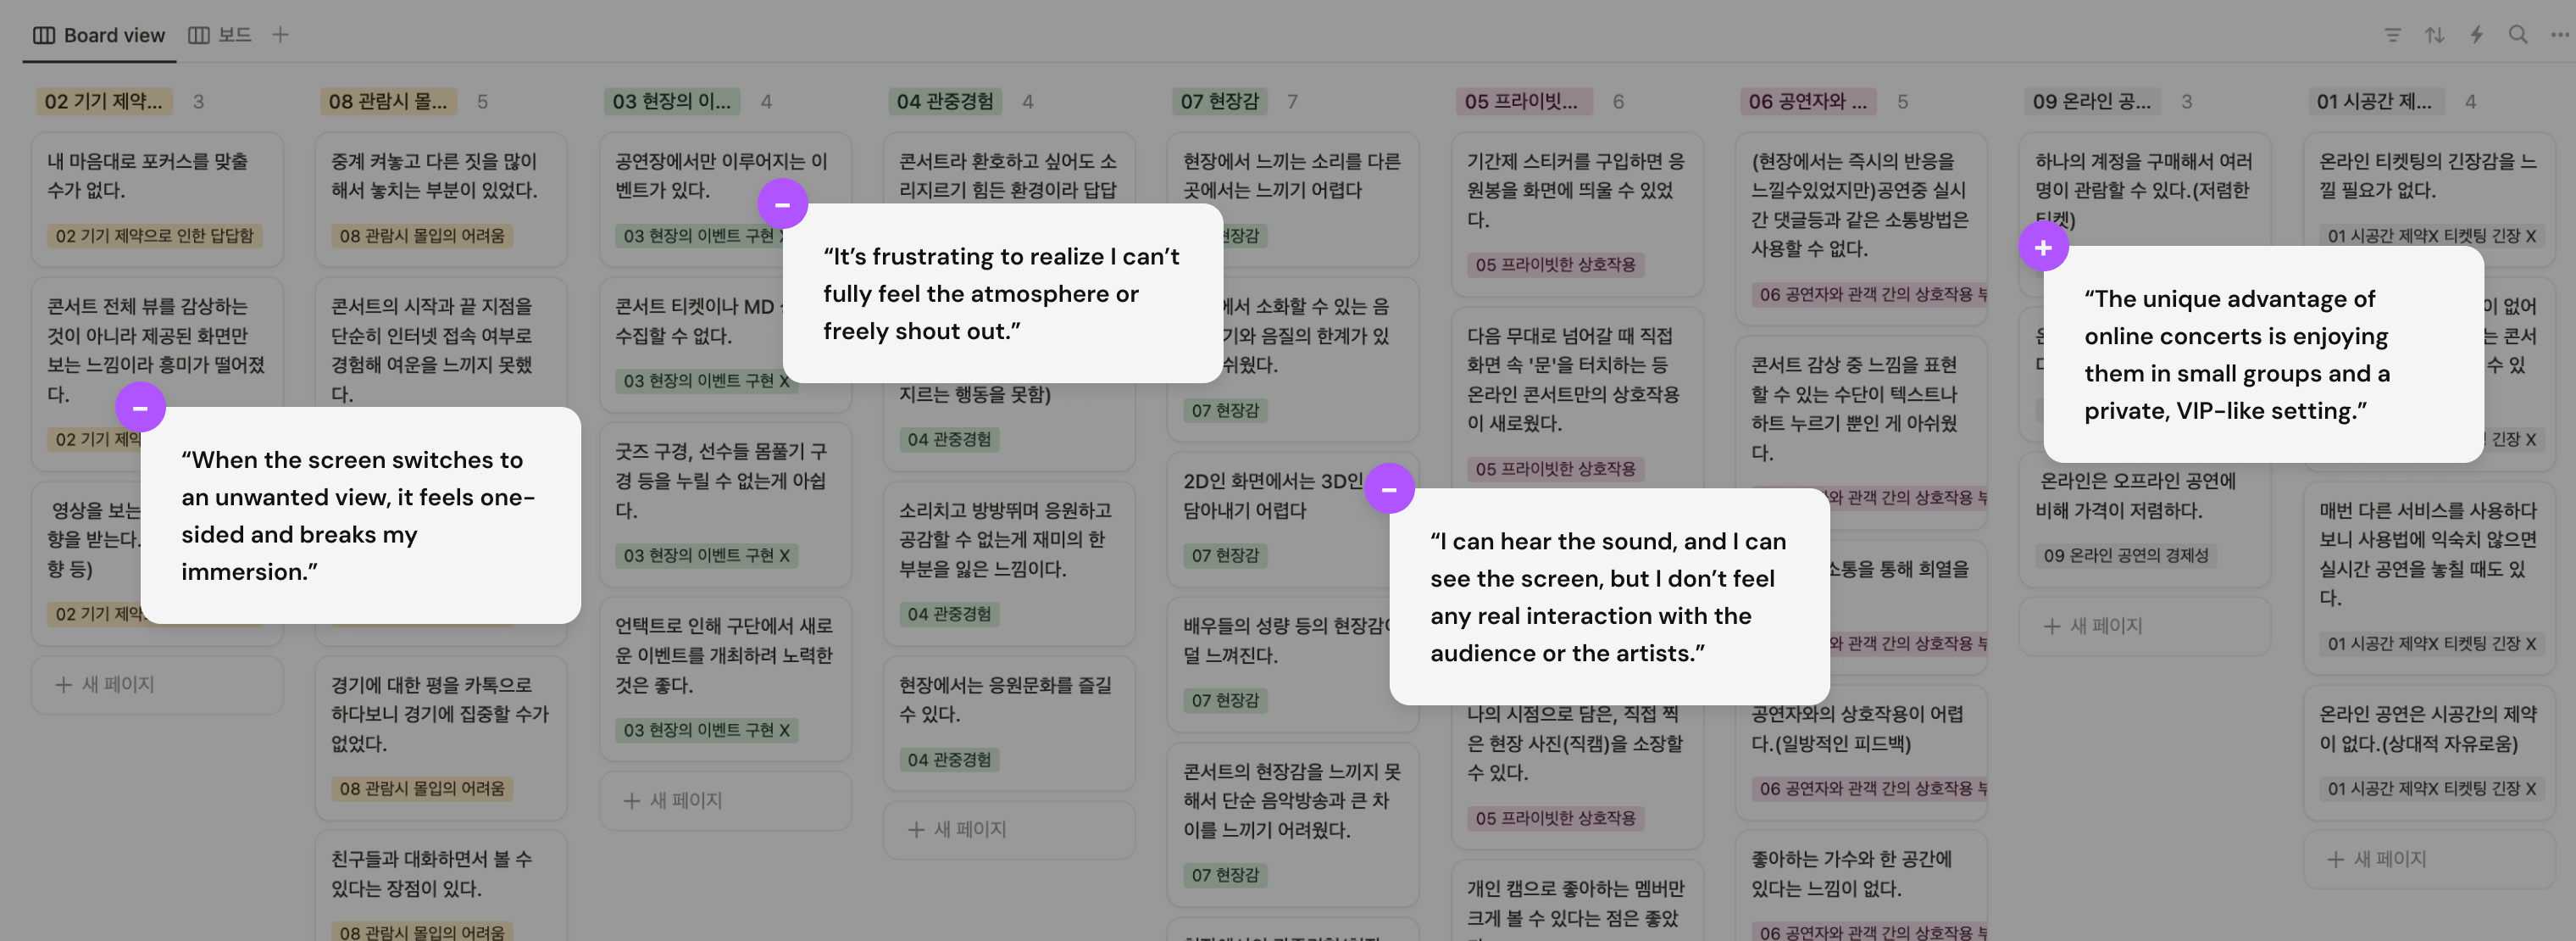 Board view
보드
02 기기 제약...
3
내 마음대로 포커스를 맞출
수가 없다.
02 기기 제약으로 인한 답답함
콘서트 전체 뷰를 감상하는
것이 아니라 제공된 화면만
보는 느낌이라 흥미가 떨어졌
다.
02 기기 제약
영상을 보는
향을 받는다.
향 등)
02 기기 제약
+ 새 페이지
“When the screen switches to
an unwanted view, it feels one-
sided and breaks my
immersion.”
08 관람시 몰...
5
중계 켜놓고 다른 짓을 많이
해서 놓치는 부분이 있었다.
08 관람시 몰입의 어려움
콘서트의 시작과 끝 지점을
단순히 인터넷 접속 여부로
경험해 여운을 느끼지 못했
다.
경기에 대한 평을 카톡으로
하다보니 경기에 집중할 수가
없었다.
08 관람시 몰입의 어려움
친구들과 대화하면서 볼 수
있다는 장점이 있다.
08 관람시 몰입의 어려움
03 현장의 이...
4
공연장에서만 이루어지는 이
벤트가 있다.
03 현장의 이벤트 구현 X
콘서트 티켓이나 MD
수집할 수 없다.
03 현장의 이벤트 구현 X
굿즈 구경, 선수들 몸풀기 구
경 등을 누릴 수 없는게 아쉽
다.
03 현장의 이벤트 구현 X
언택트로 인해 구단에서 새로
운 이벤트를 개최하려 노력한
것은 좋다.
03 현장의 이벤트 구현 X
+ 새 페이지
“It’s frustrating to realize I can’t
fully feel the atmosphere or
freely shout out.”
04 관중경험
4
콘서트라 환호하고 싶어도 소
리지르기 힘든 환경이라 답답
지르는 행동을 못함)
04 관중경험
소리치고 방방뛰며 응원하고
공감할 수 없는게 재미의 한
부분을 잃은 느낌이다.
04 관중경험
현장에서는 응원문화를 즐길
수 있다.
04 관중경험
+ 새 페이지
07 현장감
7
현장에서 느끼는 소리를 다른
곳에서는 느끼기 어렵다
현장감
에서 소화할 수 있는 음
기와 음질의 한계가 있
쉬웠다.
07 현장감
2D인 화면에서는 3D인
담아내기 어렵다
07 현장감
배우들의 성량 등의 현장감
덜 느껴진다.
07 현장감
콘서트의 현장감을 느끼지 못
해서 단순 음악방송과 큰 차
이를 느끼기 어려웠다.
07 현장감
05 프라이빗...
6
기간제 스티커를 구입하면 응
원봉을 화면에 띄울 수 있었
다.
05 프라이빗한 상호작용
다음 무대로 넘어갈 때 직접
화면 속 '문'을 터치하는 등
온라인 콘서트만의 상호작용
이 새로웠다.
05 프라이빗한 상호작용
“I can hear the sound, and I can
see the screen, but I don’t feel
any real interaction with the
audience or the artists.”
나의 시점으로 담은, 직접 찍
은 현장 사진(직캠)을 소장할
수 있다.
05 프라이빗한 상호작용
개인 캠으로 좋아하는 멤버만
크게 볼 수 있다는 점은 좋았
06 공연자와 ...
5
(현장에서는 즉시의 반응을
느낄수있었지만)공연중 실시
간 댓글등과 같은 소통방법은
사용할 수 없다.
06 공연자와 관객 간의 상호작용 부
콘서트 감상 중 느낌을 표현
할 수 있는 수단이 텍스트나
하트 누르기 뿐인 게 아쉬웠
다.
와 관객 간의 상호작용 부
소통을 통해 희열을
와 관객 간의 상호작용 부
공연자와의 상호작용이 어렵
다.(일방적인 피드백)
06 공연자와 관객 간의 상호작용 부
좋아하는 가수와 한 공간에
있다는 느낌이 없다.
06 공연자와 관객 간의 상호작용 부
09 온라인 공...
3
하나의 계정을 구매해서 여러
명이 관람할 수 있다.(저렴한
티켓)
“The unique advantage of
online concerts is enjoying
them in small groups and a
private, VIP-like setting.”
온라인은 오프라인 공연에
비해 가격이 저렴하다.
09 온라인 공연의 경제성
+ 새 페이지
01 시공간 제...
4
온라인 티켓팅의 긴장감을 느
낄 필요가 없다.
01 시공간 제약X 티켓팅 긴장 X
이 없어
는 콘서
수 있
긴장 X
매번 다른 서비스를 사용하다
보니 사용법에 익숙치 않으면
실시간 공연을 놓칠 때도 있
다.
01 시공간 제약X 티켓팅 긴장 X
온라인 공연은 시공간의 제약
이 없다.(상대적 자유로움)
01 시공간 제약X 티켓팅 긴장 X
+ 새 페이지